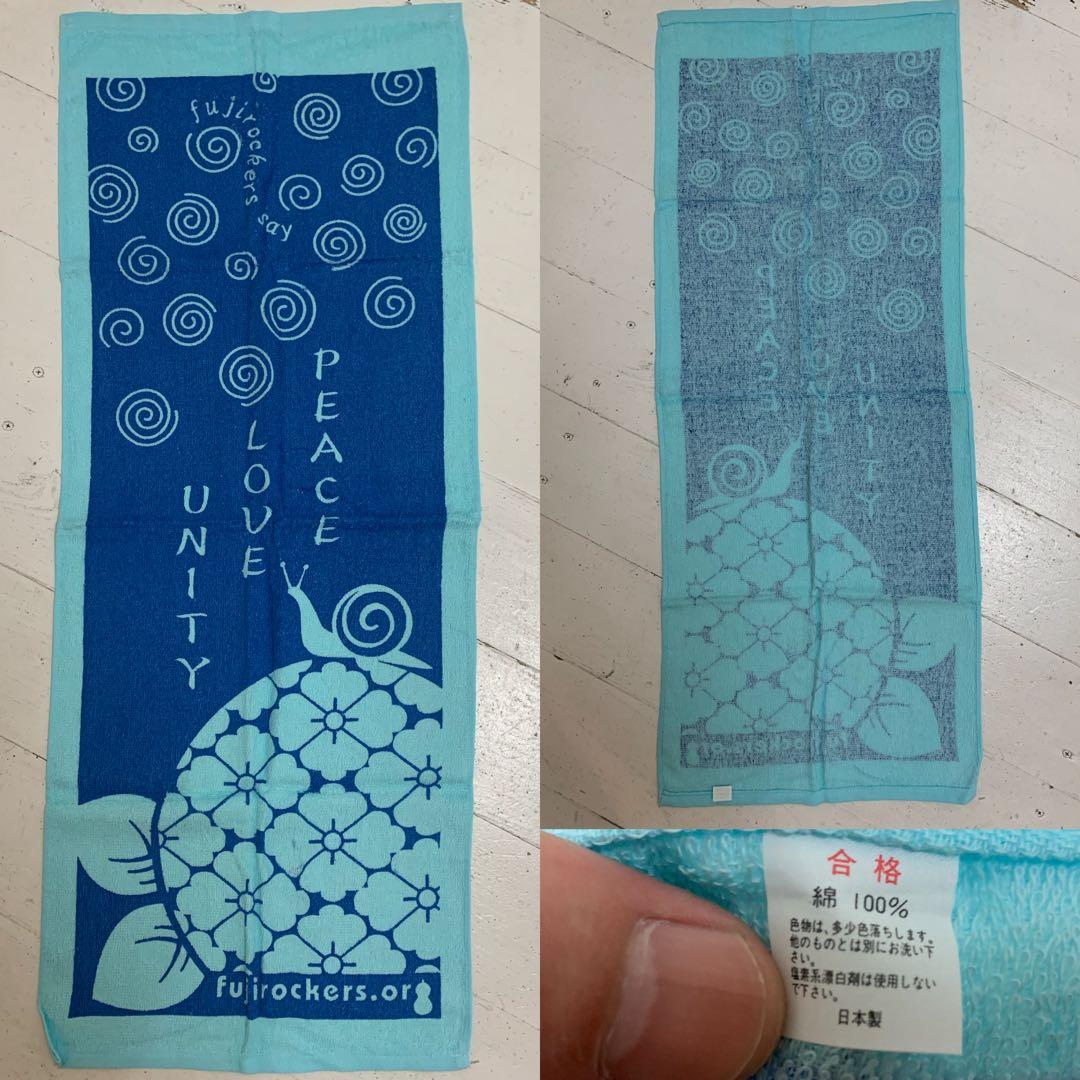 fujirockers say
PEACE
LOVE
UNITY
fujirockers.org
PEACE
UNITY
合格
綿 100%
色物は、多少色落ちします。
他のものとは別にお洗い下
さい。
塩素系漂白剤は使用しない
で下さい。
日本製